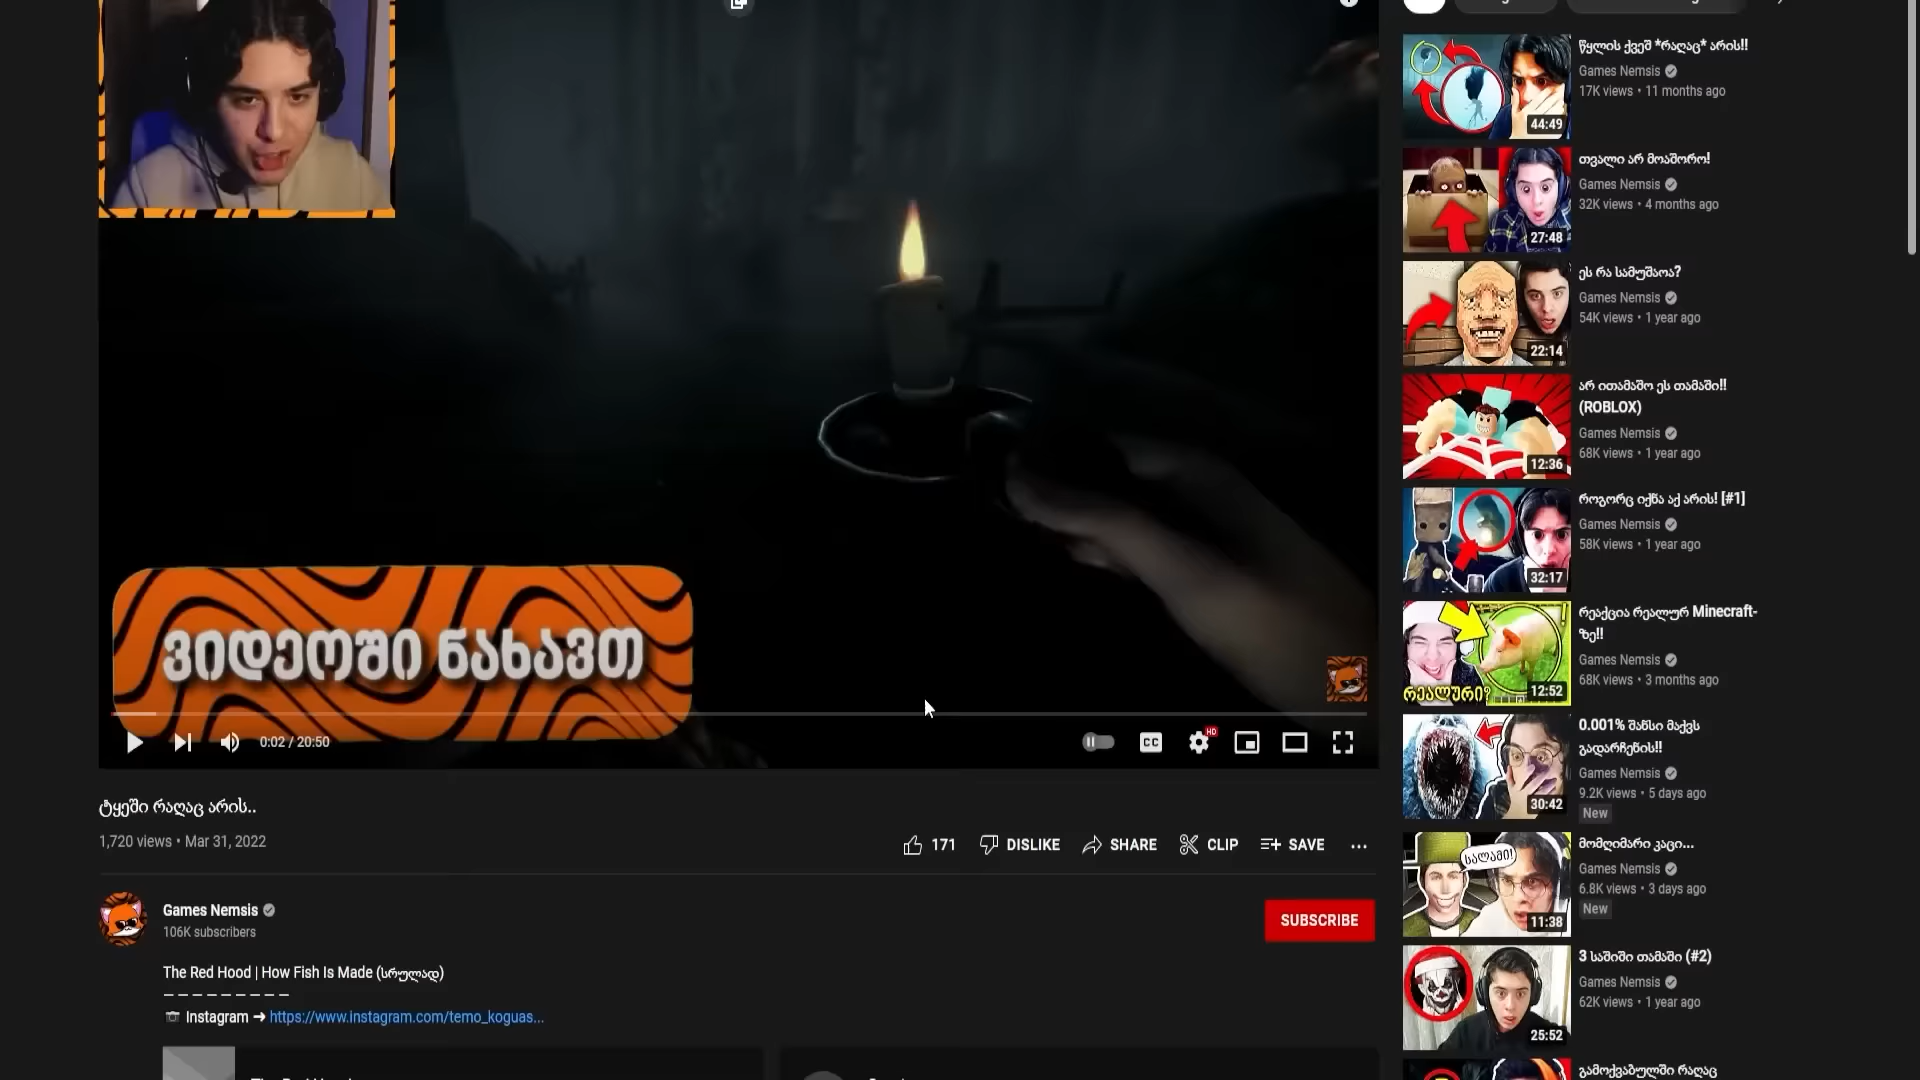 ვიდეოში ნახავთ
HD
CC
0:02 / 20:50
ტყეში რაღაც არის..
1,720 views • Mar 31, 2022
171
DISLIKE
SHARE
CLIP
SAVE
Games Nemsis
106K subscribers
SUBSCRIBE
The Red Hood | How Fish Is Made (სრულად)
– – – – – – – – –
📷 Instagram ➜ https://www.instagram.com/temo_koguas...
44:49
წყლის ქვეშ *რაღაც* არის!!
Games Nemsis
17K views • 11 months ago
27:48
თვალი არ მოაშორო!
Games Nemsis
32K views • 4 months ago
22:14
ეს რა სამუშაოა?
Games Nemsis
54K views • 1 year ago
12:36
არ ითამაშო ეს თამაში!!
(ROBLOX)
Games Nemsis
68K views • 1 year ago
32:17
როგორც იქნა აქ არის! [#1]
Games Nemsis
58K views • 1 year ago
რეალური?
12:52
რეაქცია რეალურ Minecraft-
ზე!!
Games Nemsis
68K views • 3 months ago
30:42
0.001% შანსი მაქვს
გადარჩენის!!
Games Nemsis
9.2K views • 5 days ago
New
სალამი!
11:38
მომღიმარი კაცი...
Games Nemsis
6.8K views • 3 days ago
New
25:52
3 საშიში თამაში (#2)
Games Nemsis
62K views • 1 year ago
გამოქვაბულში რაღაც